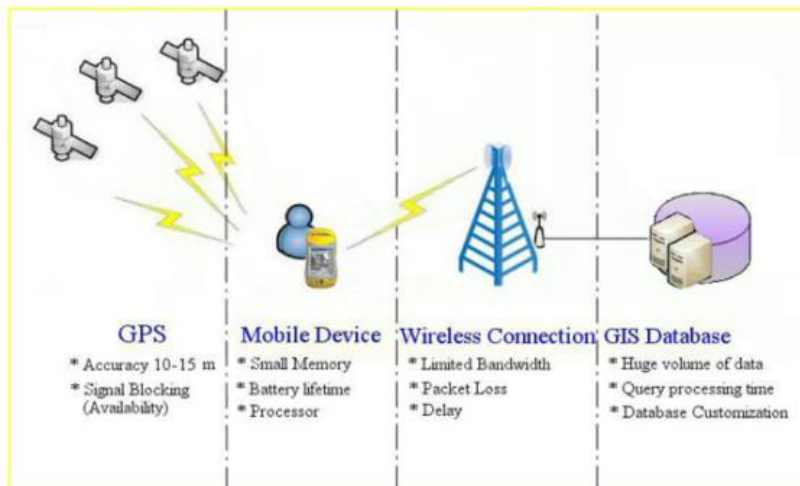 GPS
* Accuracy 10-15 m
* Signal Blocking
(Availability)
Mobile Device
* Small Memory
* Battery lifetime
* Processor
Wireless Connection
* Limited Bandwidth
* Packet Loss
* Delay
GIS Database
* Huge volume of data
* Query processing time
* Database Customization